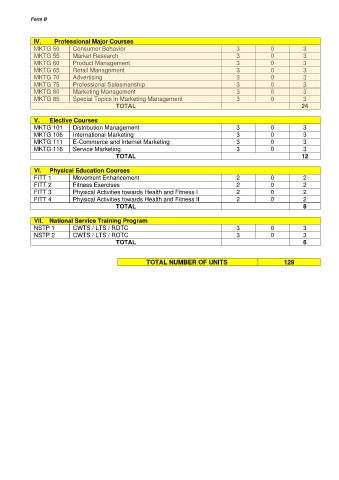 Form B
IV. Professional Major Courses
MKTG 50 Consumer Behavior 3 0 3
MKTG 55 Market Research 3 0 3
MKTG 60 Product Management 3 0 3
MKTG 65 Retail Management 3 0 3
MKTG 70 Advertising 3 0 3
MKTG 75 Professional Salesmanship 3 0 3
MKTG 80 Marketing Management 3 0 3
MKTG 85 Special Topics in Marketing Management 3 0 3
TOTAL 24
V. Elective Courses
MKTG 101 Distribution Management 3 0 3
MKTG 106 International Marketing 3 0 3
MKTG 111 E-Commerce and Internet Marketing 3 0 3
MKTG 116 Service Marketing 3 0 3
TOTAL 12
VI. Physical Education Courses
FITT 1 Movement Enhancement 2 0 2
FITT 2 Fitness Exercises 2 0 2
FITT 3 Physical Activities towards Health and Fitness I 2 0 2
FITT 4 Physical Activities towards Health and Fitness II 2 0 2
TOTAL 8
VII. National Service Training Program
NSTP 1 CWTS / LTS / ROTC 3 0 3
NSTP 2 CWTS / LTS / ROTC 3 0 3
TOTAL 6
TOTAL NUMBER OF UNITS 129